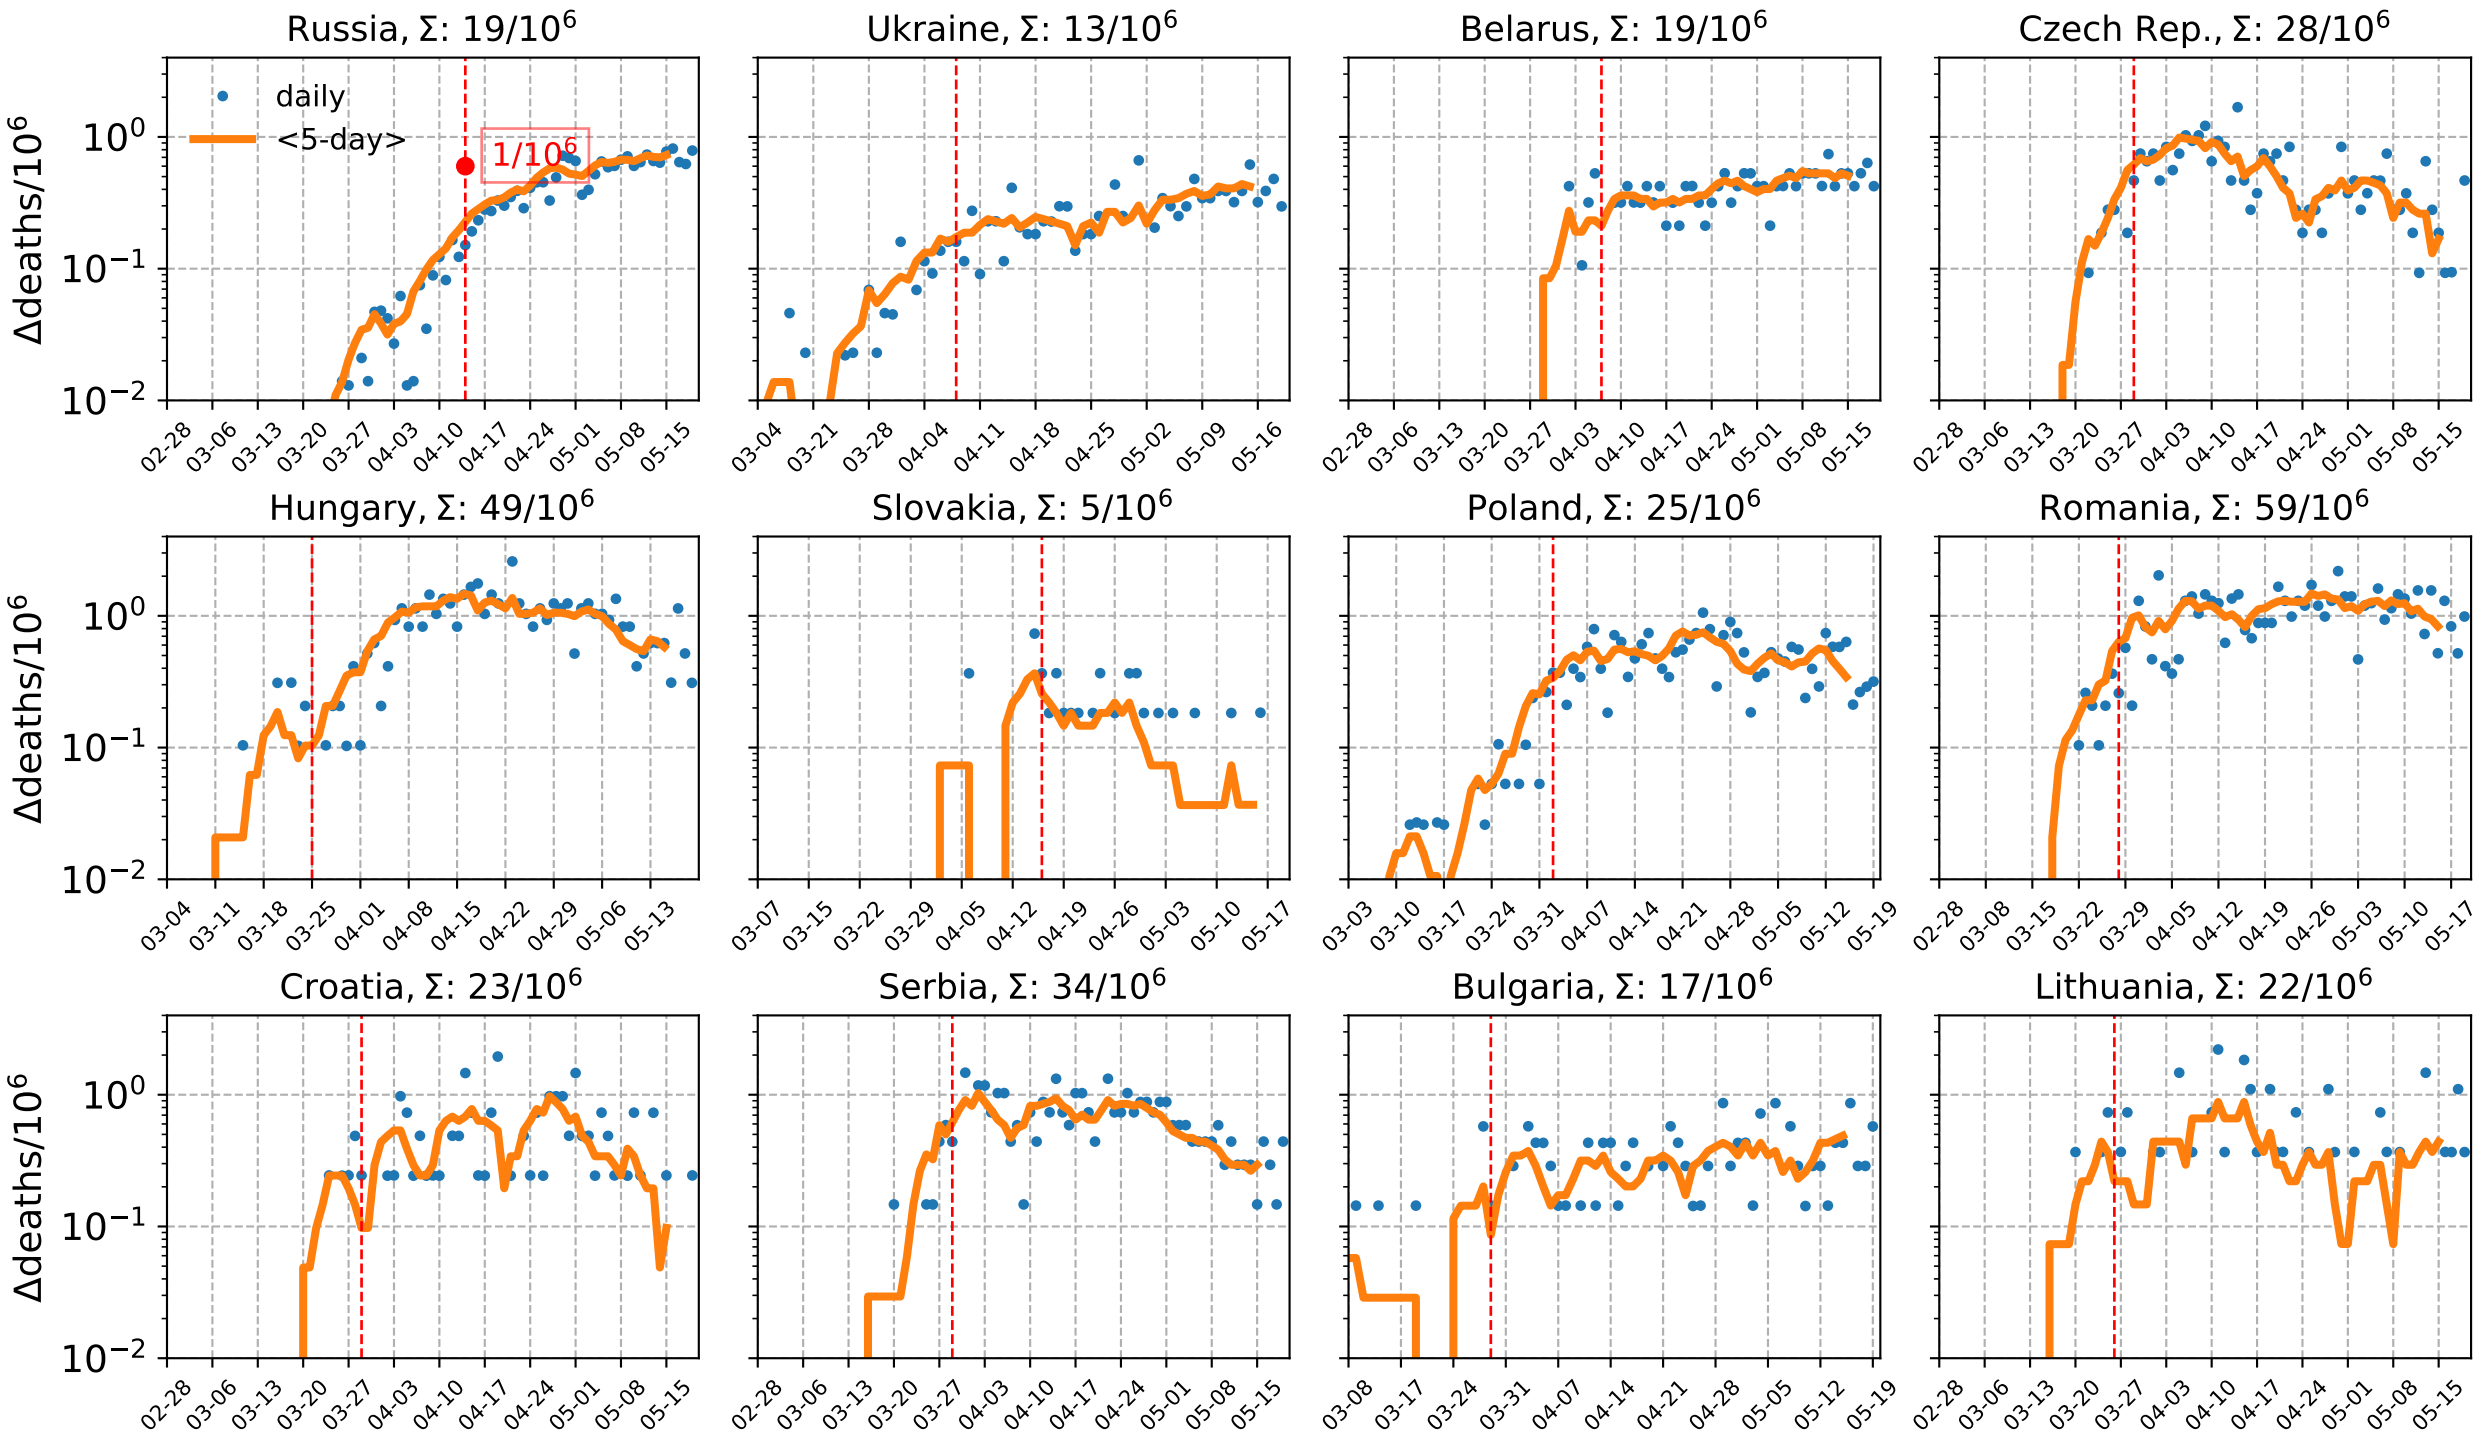 Russia, Σ: 19/10⁶
Ukraine, Σ: 13/10⁶
Belarus, Σ: 19/10⁶
Czech Rep., Σ: 28/10⁶
Δdeaths/10⁶
10⁰
10⁻¹
10⁻²
daily
<5-day>
1/10⁶
02-28 03-06 03-13 03-20 03-27 04-03 04-10 04-17 04-24 05-01 05-08 05-15
03-04 03-21 03-28 04-04 04-11 04-18 04-25 05-02 05-09 05-16
02-28 03-06 03-13 03-20 03-27 04-03 04-10 04-17 04-24 05-01 05-08 05-15
02-28 03-06 03-13 03-20 03-27 04-03 04-10 04-17 04-24 05-01 05-08 05-15
Hungary, Σ: 49/10⁶
Slovakia, Σ: 5/10⁶
Poland, Σ: 25/10⁶
Romania, Σ: 59/10⁶
Δdeaths/10⁶
10⁰
10⁻¹
10⁻²
03-04 03-11 03-18 03-25 04-01 04-08 04-15 04-22 04-29 05-06 05-13
03-07 03-15 03-22 03-29 04-05 04-12 04-19 04-26 05-03 05-10 05-17
03-03 03-10 03-17 03-24 03-31 04-07 04-14 04-21 04-28 05-05 05-12 05-19
02-28 03-08 03-15 03-22 03-29 04-05 04-12 04-19 04-26 05-03 05-10 05-17
Croatia, Σ: 23/10⁶
Serbia, Σ: 34/10⁶
Bulgaria, Σ: 17/10⁶
Lithuania, Σ: 22/10⁶
Δdeaths/10⁶
10⁰
10⁻¹
10⁻²
02-28 03-06 03-13 03-20 03-27 04-03 04-10 04-17 04-24 05-01 05-08 05-15
02-28 03-06 03-13 03-20 03-27 04-03 04-10 04-17 04-24 05-01 05-08 05-15
03-08 03-17 03-24 03-31 04-07 04-14 04-21 04-28 05-05 05-12 05-19
02-28 03-06 03-13 03-20 03-27 04-03 04-10 04-17 04-24 05-01 05-08 05-15